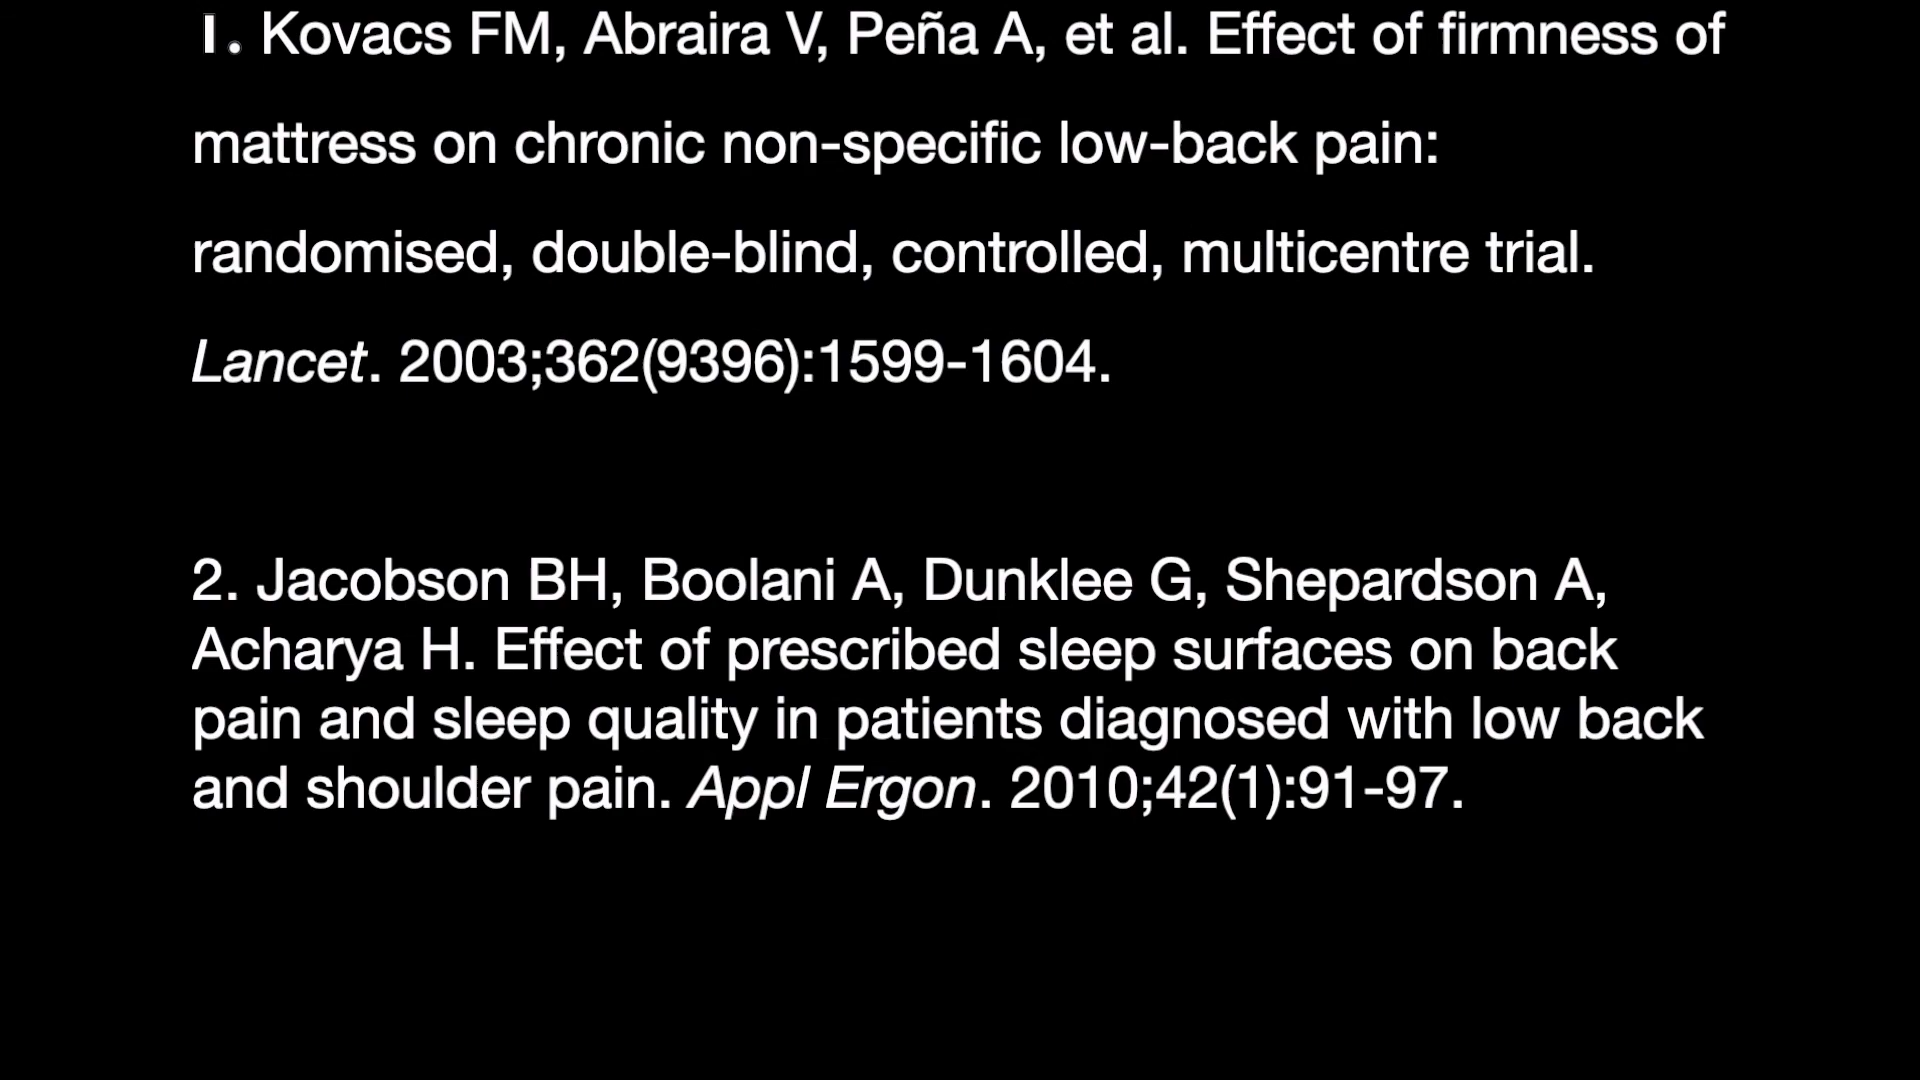 1. Kovacs FM, Abraira V, Peña A, et al. Effect of firmness of
mattress on chronic non-specific low-back pain:
randomised, double-blind, controlled, multicentre trial.
Lancet. 2003;362(9396):1599-1604.
2. Jacobson BH, Boolani A, Dunklee G, Shepardson A,
Acharya H. Effect of prescribed sleep surfaces on back
pain and sleep quality in patients diagnosed with low back
and shoulder pain. Appl Ergon. 2010;42(1):91-97.